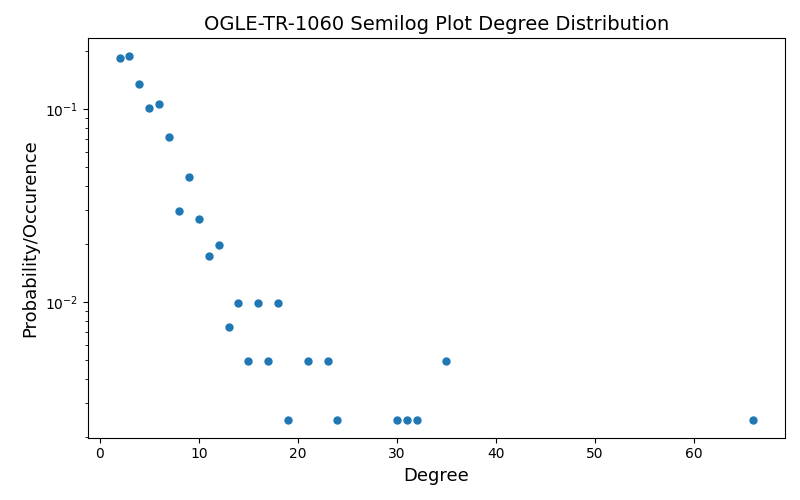 OGLE-TR-1060 Semilog Plot Degree Distribution
Probability/Occurence
10⁻¹
10⁻²
0 10 20 30 40 50 60
Degree